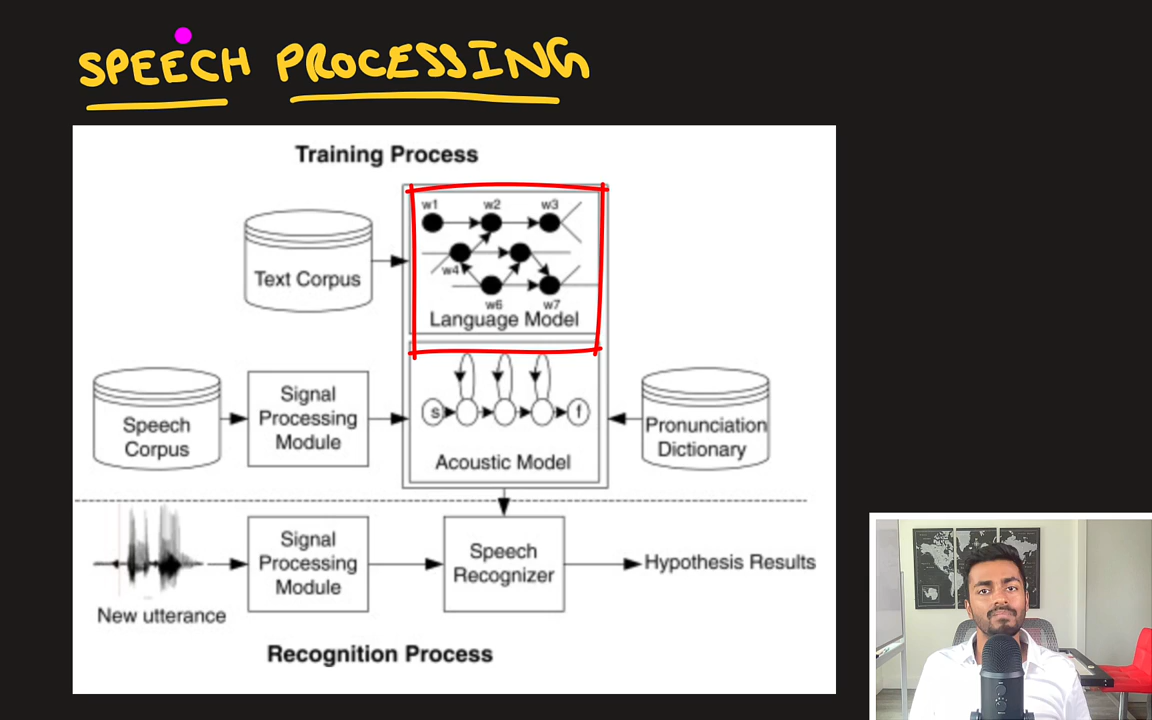 SPEECH PROCESSING
Training Process
w1 w2 w3
Text Corpus
w4
w6 w7
Language Model
Speech
Corpus
Signal
Processing
Module
s f
Acoustic Model
Pronunciation
Dictionary
New utterance
Signal
Processing
Module
Speech
Recognizer
Hypothesis Results
Recognition Process